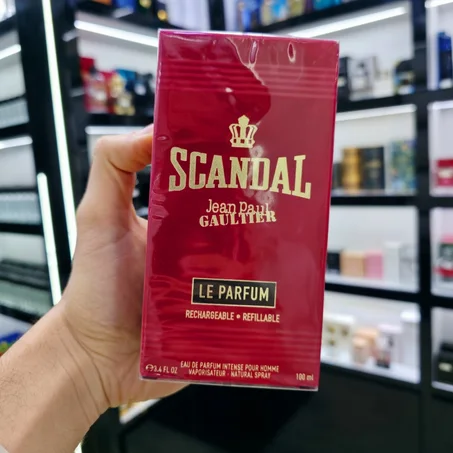 SCANDAL
Jean Paul
GAULTIER
LE PARFUM
RECHARGEABLE • REFILLABLE
EAU DE PARFUM INTENSE POUR HOMME
℮ 3.4 FL OZ VAPORISATEUR - NATURAL SPRAY 100 ml